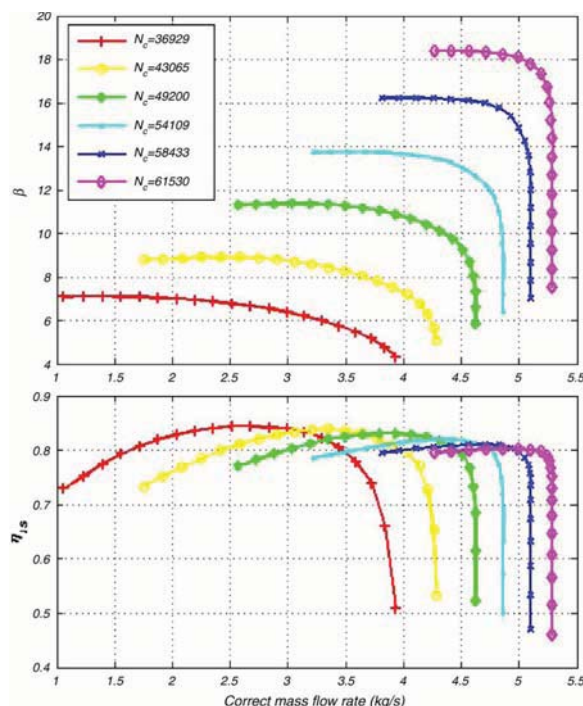 20
18
16
14
12
10
8
6
4
β
N_c=36929
N_c=43065
N_c=49200
N_c=54109
N_c=58433
N_c=61530
1 1.5 2 2.5 3 3.5 4 4.5 5 5.5
0.9
0.8
0.7
0.6
0.5
0.4
η_is
1 1.5 2 2.5 3 3.5 4 4.5 5 5.5
Correct mass flow rate (kg/s)